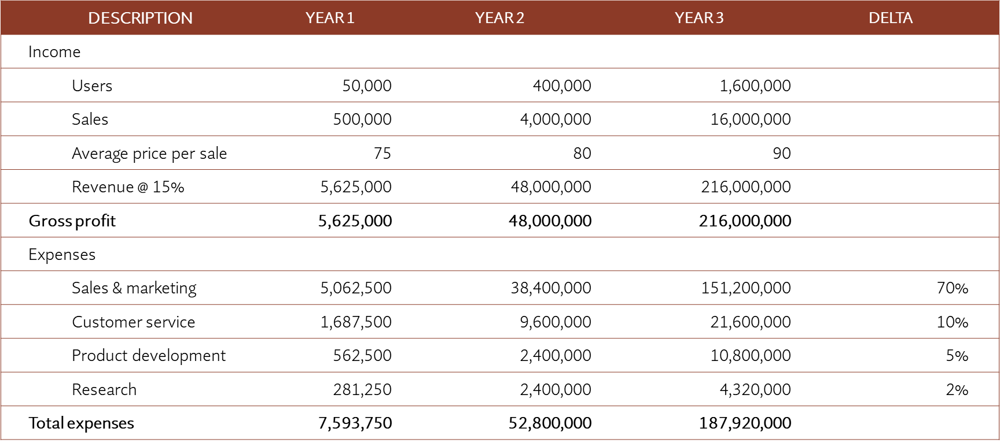 DESCRIPTION YEAR 1 YEAR 2 YEAR 3 DELTA
Income
Users 50,000 400,000 1,600,000
Sales 500,000 4,000,000 16,000,000
Average price per sale 75 80 90
Revenue @ 15% 5,625,000 48,000,000 216,000,000
Gross profit 5,625,000 48,000,000 216,000,000
Expenses
Sales & marketing 5,062,500 38,400,000 151,200,000 70%
Customer service 1,687,500 9,600,000 21,600,000 10%
Product development 562,500 2,400,000 10,800,000 5%
Research 281,250 2,400,000 4,320,000 2%
Total expenses 7,593,750 52,800,000 187,920,000